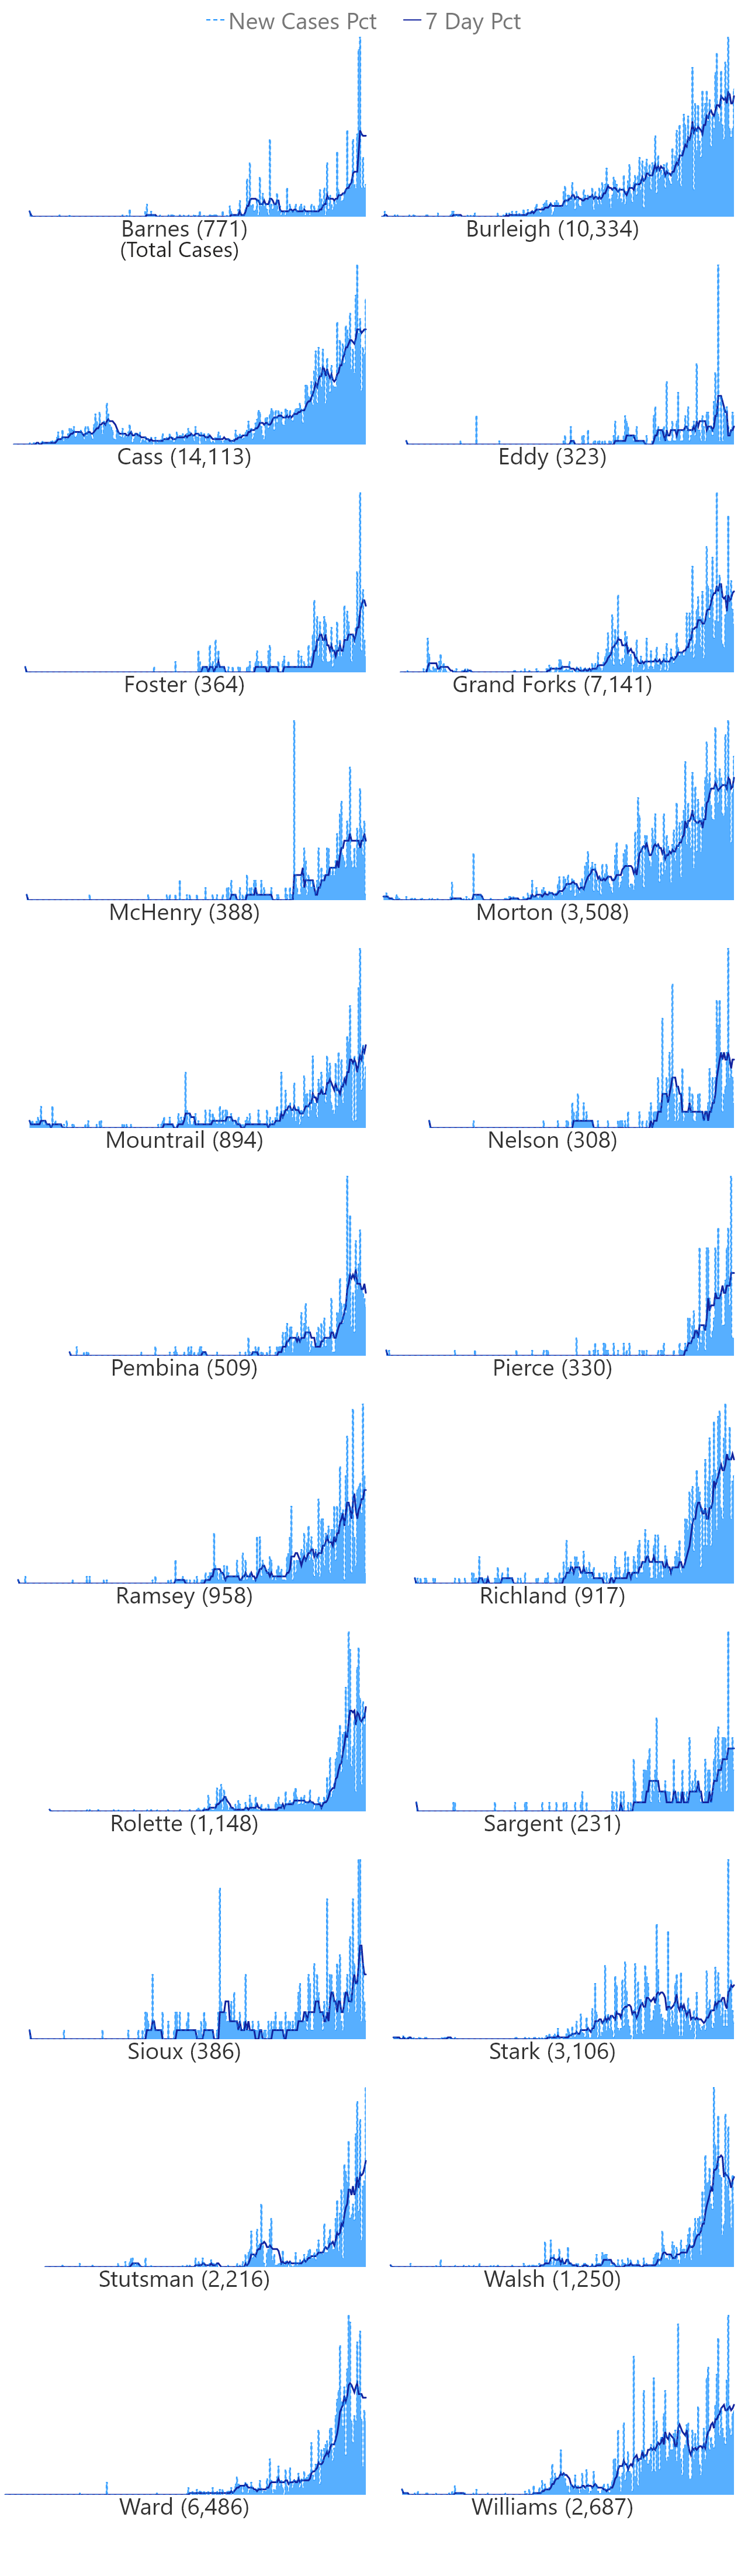 New Cases Pct 7 Day Pct
Barnes (771) Burleigh (10,334)
(Total Cases)
Cass (14,113) Eddy (323)
Foster (364) Grand Forks (7,141)
McHenry (388) Morton (3,508)
Mountrail (894) Nelson (308)
Pembina (509) Pierce (330)
Ramsey (958) Richland (917)
Rolette (1,148) Sargent (231)
Sioux (386) Stark (3,106)
Stutsman (2,216) Walsh (1,250)
Ward (6,486) Williams (2,687)